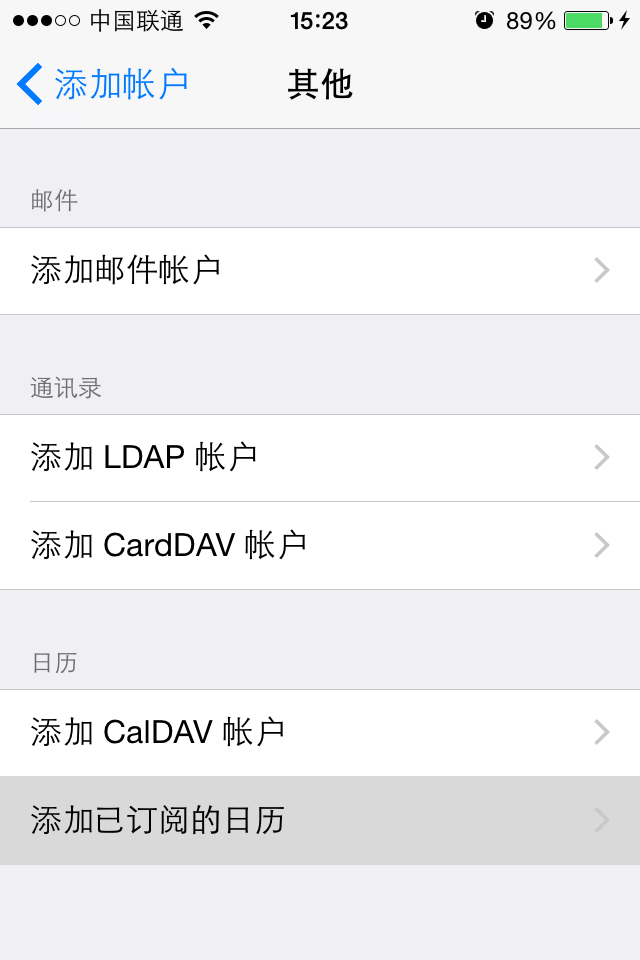 中国联通 15:23 89%
添加帐户 其他
邮件
添加邮件帐户
通讯录
添加 LDAP 帐户
添加 CardDAV 帐户
日历
添加 CalDAV 帐户
添加已订阅的日历